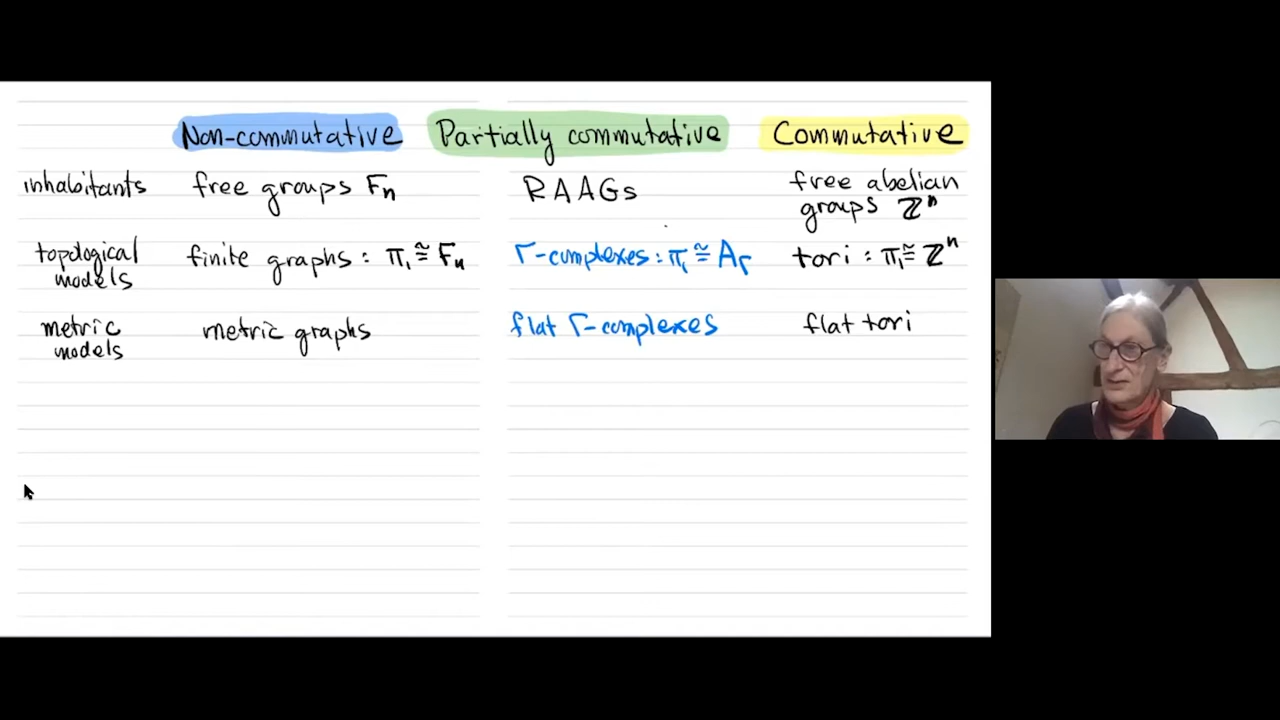 Non-commutative Partially commutative Commutative
inhabitants free groups Fn RAAGs free abelian groups ℤⁿ
topological models finite graphs : π₁ ≅ Fn Γ-complexes : π₁ ≅ A_Γ tori : π₁ ≅ ℤⁿ
metric models metric graphs flat Γ-complexes flat tori